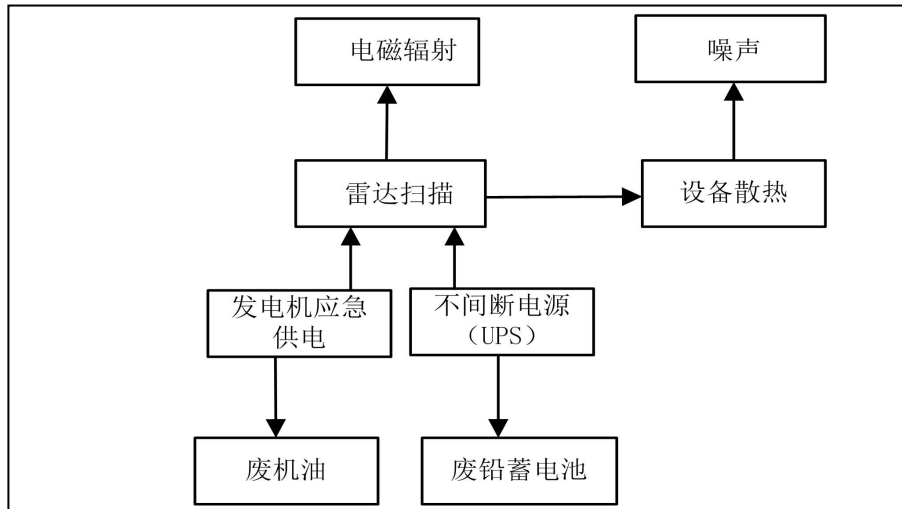 电磁辐射
噪声
雷达扫描
设备散热
发电机应急
供电
不间断电源
（UPS）
废机油
废铅蓄电池